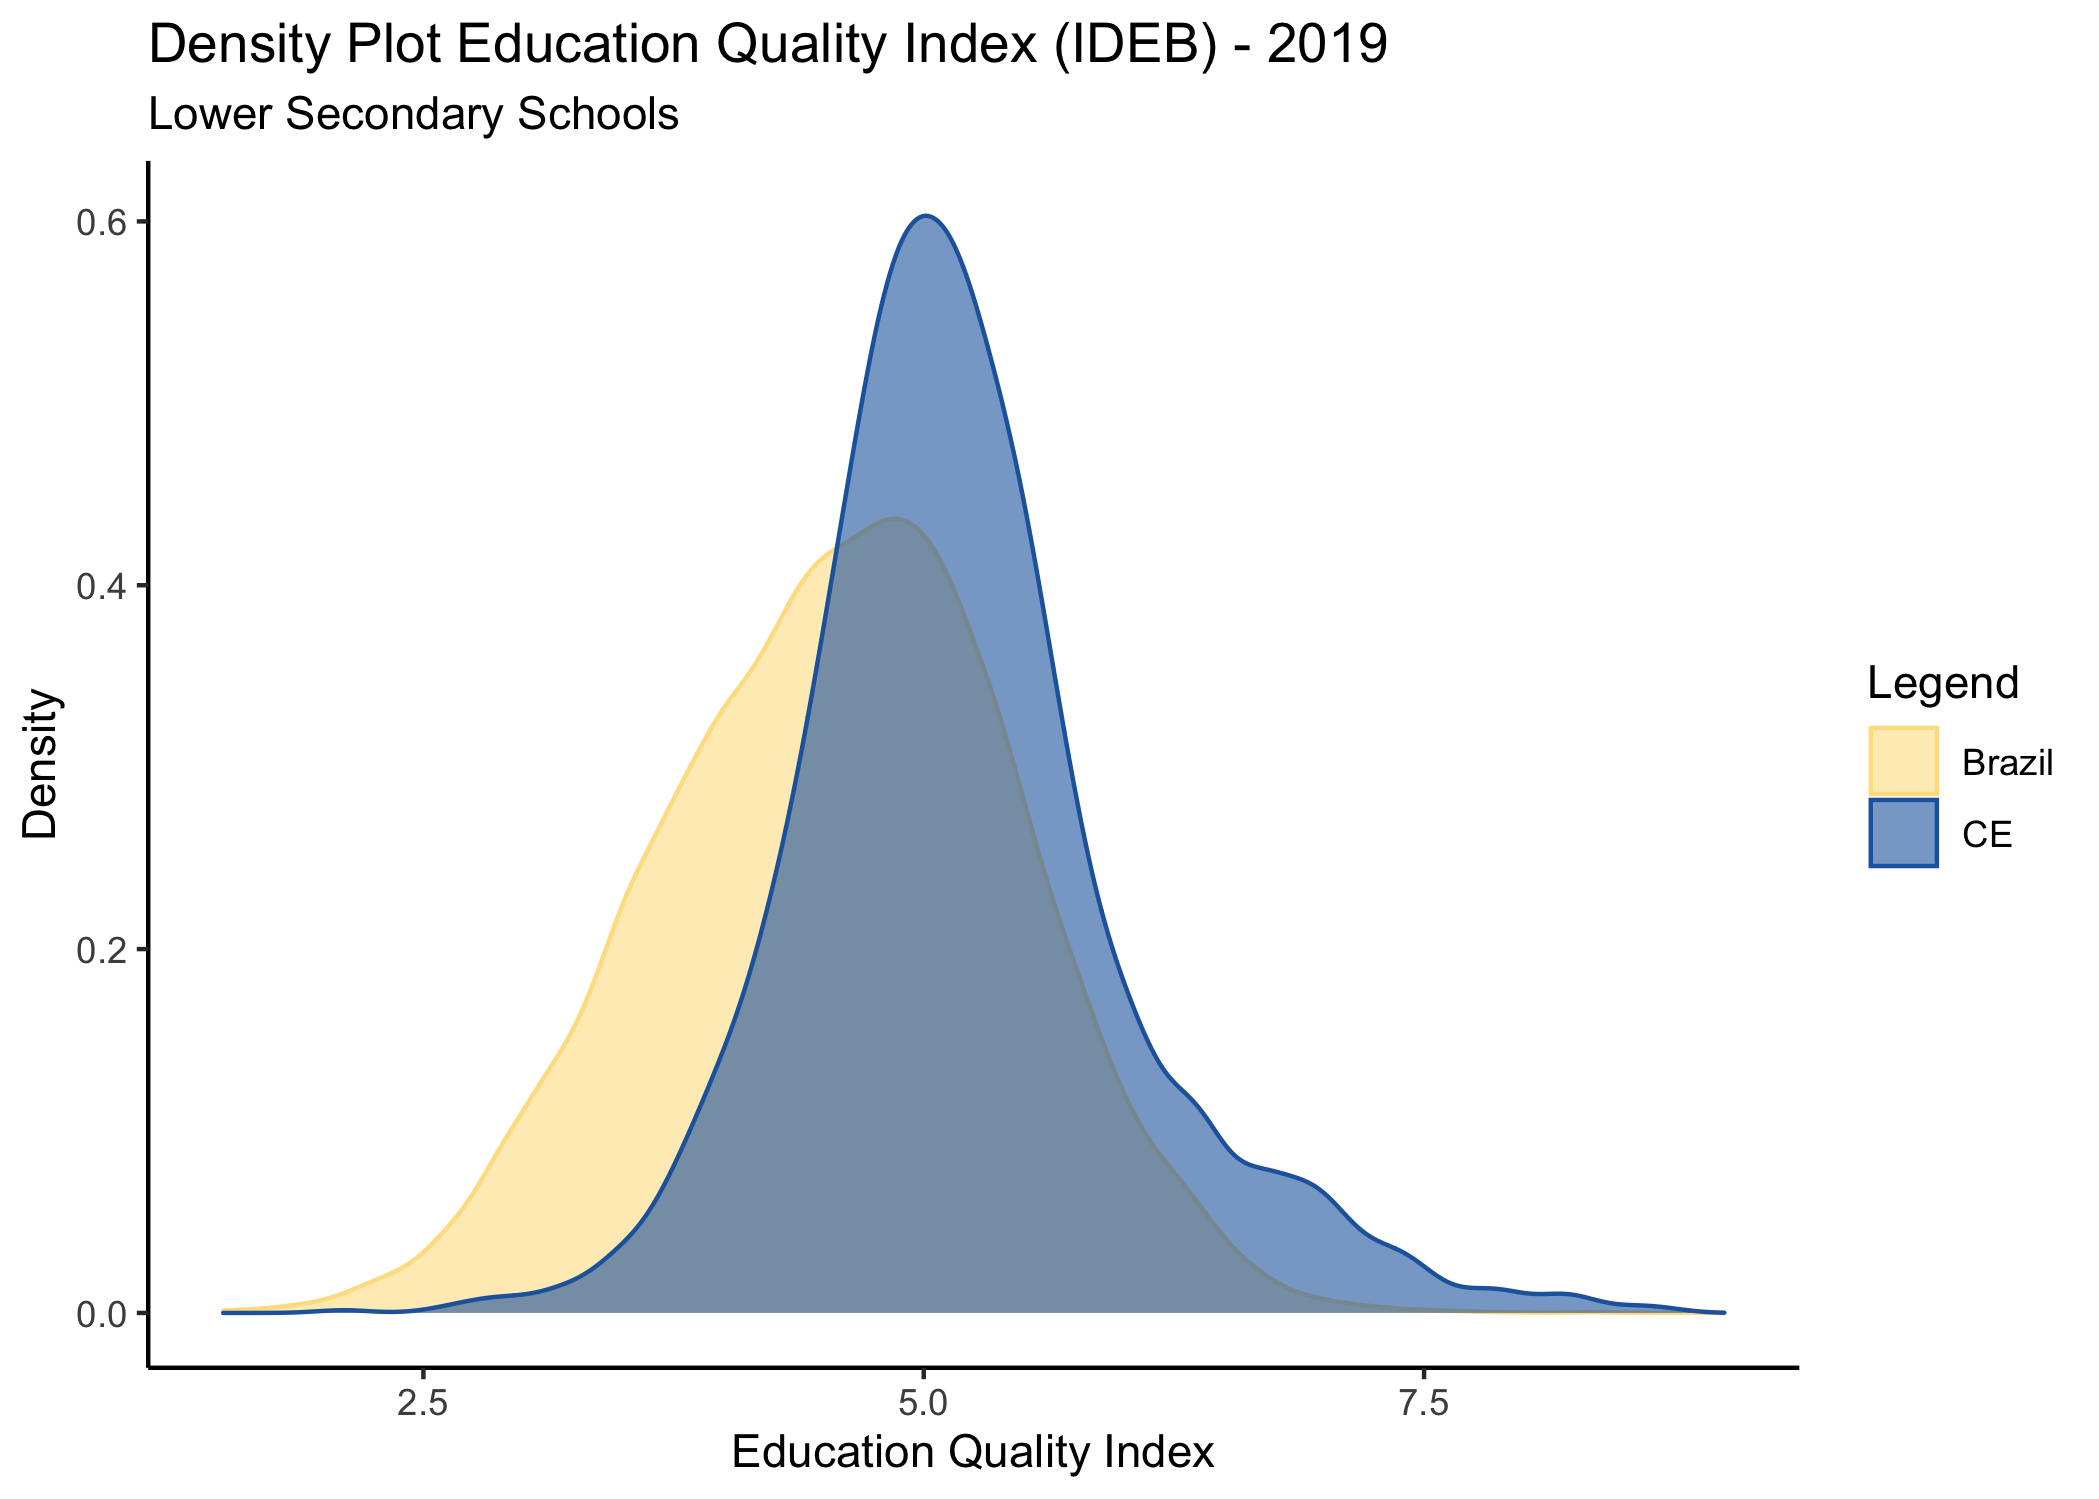 Density Plot Education Quality Index (IDEB) - 2019
Lower Secondary Schools
Density
0.6
0.4
0.2
0.0
2.5 5.0 7.5
Education Quality Index
Legend
Brazil
CE